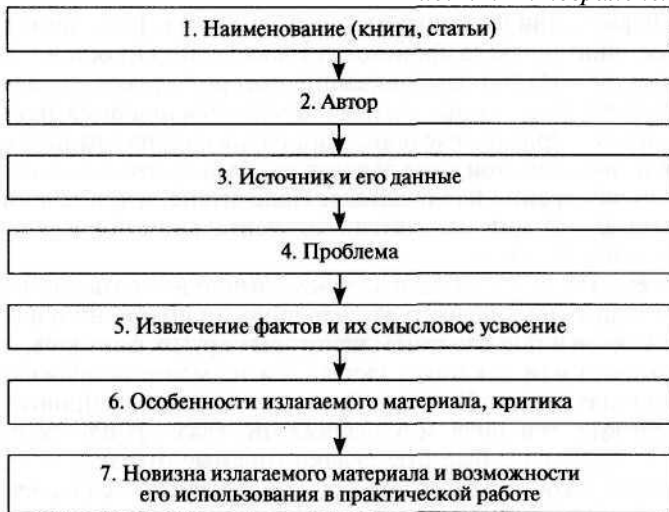 1. Наименование (книги, статьи)
2. Автор
3. Источник и его данные
4. Проблема
5. Извлечение фактов и их смысловое усвоение
6. Особенности излагаемого материала, критика
7. Новизна излагаемого материала и возможности
его использования в практической работе